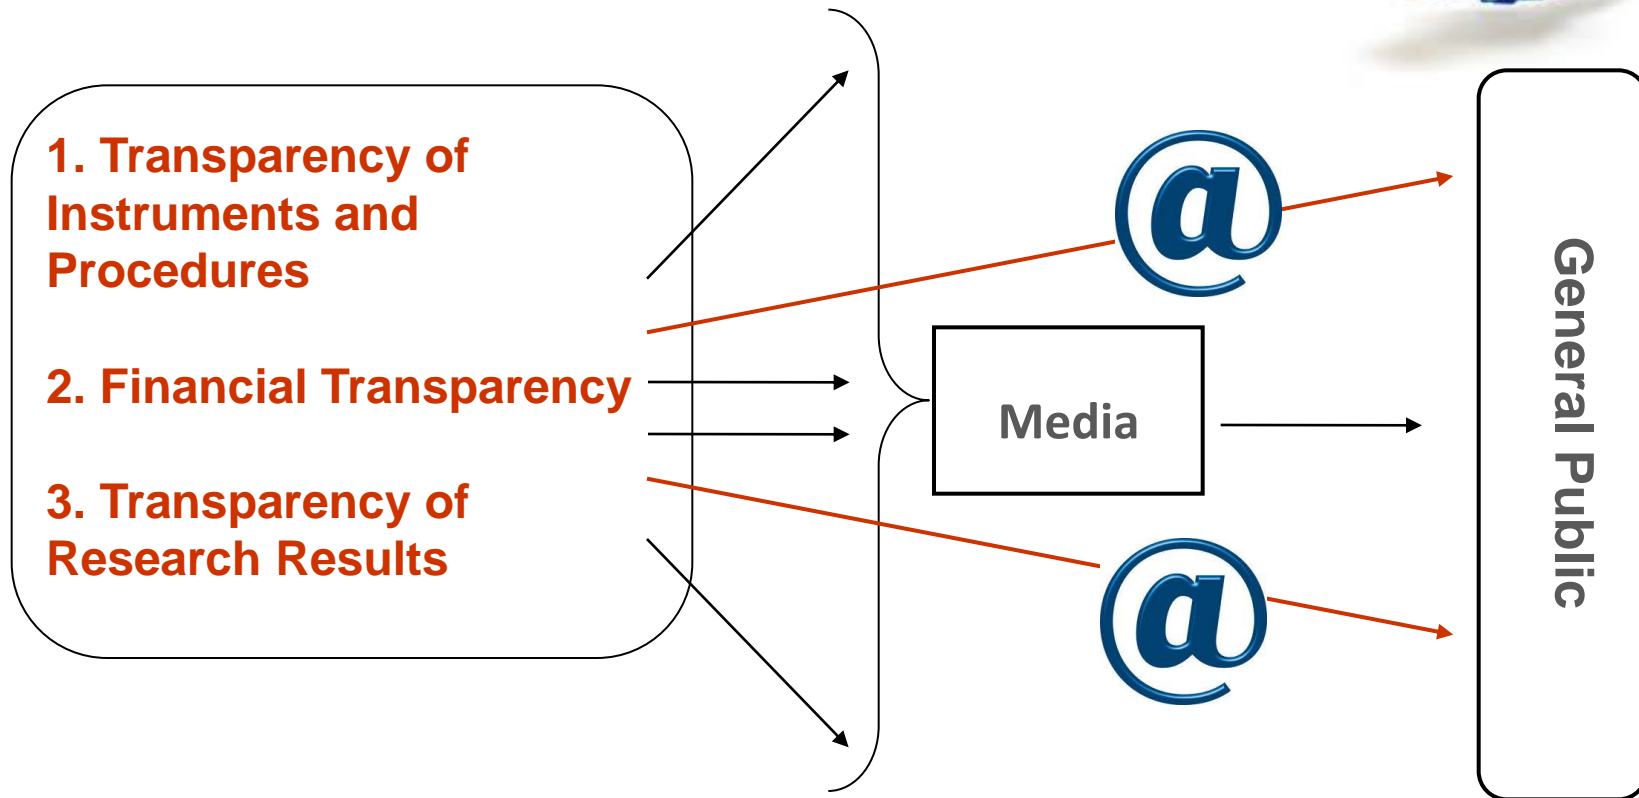 1. Transparency of
Instruments and
Procedures
2. Financial Transparency
3. Transparency of
Research Results
@
Media
@
General Public